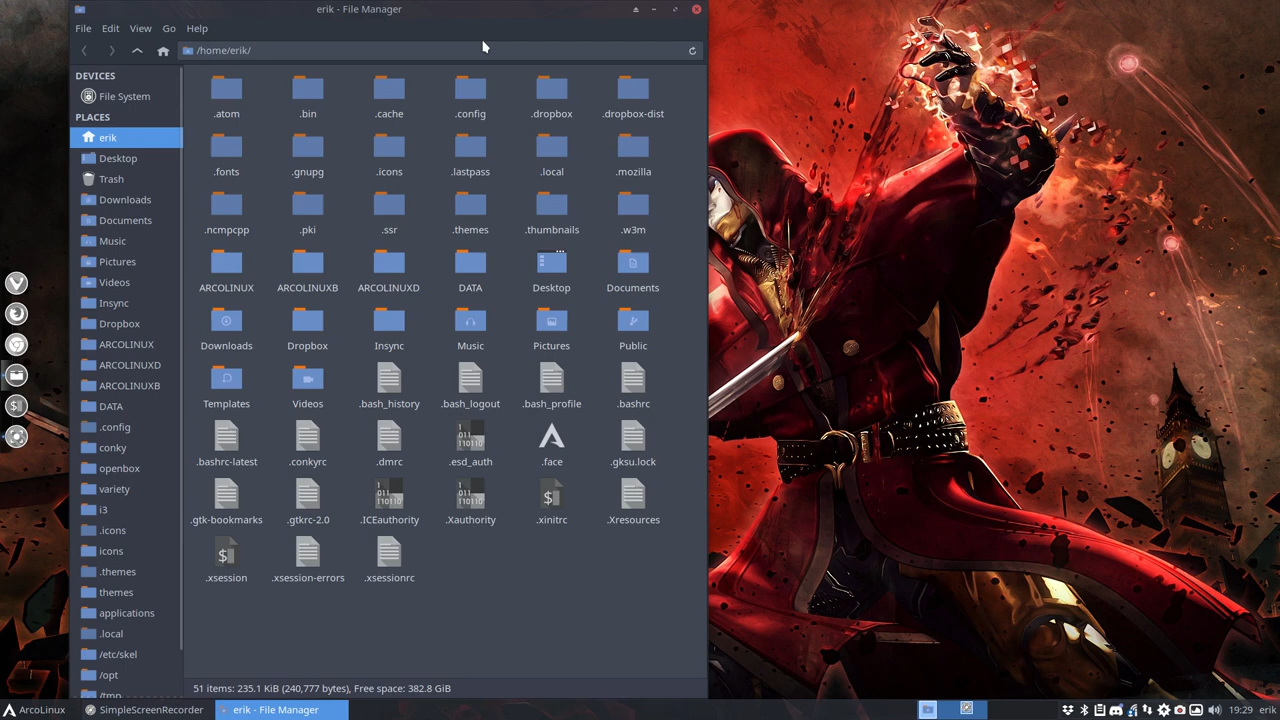 erik - File Manager
File Edit View Go Help
/home/erik/
DEVICES
File System
PLACES
erik
Desktop
Trash
Downloads
Documents
Music
Pictures
Videos
Insync
Dropbox
ARCOLINUX
ARCOLINUXD
ARCOLINUXB
DATA
.config
conky
openbox
variety
i3
.icons
icons
.themes
themes
applications
.local
/etc/skel
/opt
/tmp
.atom .bin .cache .config .dropbox .dropbox-dist
.fonts .gnupg .icons .lastpass .local .mozilla
.ncmpcpp .pki .ssr .themes .thumbnails .w3m
ARCOLINUX ARCOLINUXB ARCOLINUXD DATA Desktop Documents
Downloads Dropbox Insync Music Pictures Public
Templates Videos .bash_history .bash_logout .bash_profile .bashrc
.bashrc-latest .conkyrc .dmrc .esd_auth .face .gksu.lock
.gtk-bookmarks .gtkrc-2.0 .ICEauthority .Xauthority .xinitrc .Xresources
.xsession .xsession-errors .xsessionrc
51 items: 235.1 KiB (240,777 bytes), Free space: 382.8 GiB
ArcoLinux SimpleScreenRecorder erik - File Manager 19:29 erik